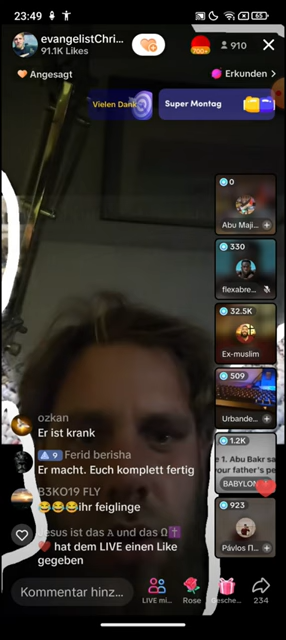 23:49
65
evangelistChri...
91.1K Likes
700+
910
Angesagt
Erkunden >
Vielen Dank
Super Montag
0
Abu Maji...
330
flexabre...
32.5K
Ex-muslim
509
Urbande...
1.2K
e 1. Abu Bakr sa
your father's pe
BABYLON
923
Pávlos Π...
ozkan
Er ist krank
9 Ferid berisha
Er macht. Euch komplett fertig
B3KO19 FLY
😂😂😂ihr feiglinge
Jesus ist das 𝙰 und das Ω✝️
❤️ hat dem LIVE einen Like
gegeben
Kommentar hinz...
LIVE mi...
Rose
Gesche...
234